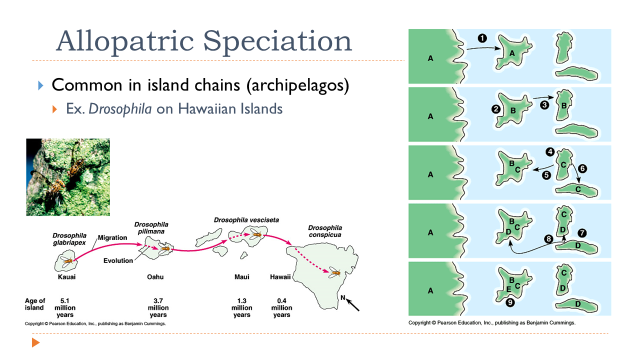 Allopatric Speciation
Common in island chains (archipelagos)
Ex. Drosophila on Hawaiian Islands
Drosophila glabriapex
Migration
Evolution
Drosophila pilimana
Drosophila vesciseta
Drosophila conspicua
Kauai
Oahu
Maui
Hawaii
N
Age of island
5.1 million years
3.7 million years
1.3 million years
0.4 million years
Copyright © Pearson Education, Inc., publishing as Benjamin Cummings.
A 1 A
A 2 B 3 B
A B C 4 C 5 6 C
A B C D C D 8 7 D
A B C E 9 C D D
Copyright © Pearson Education, Inc., publishing as Benjamin Cummings.